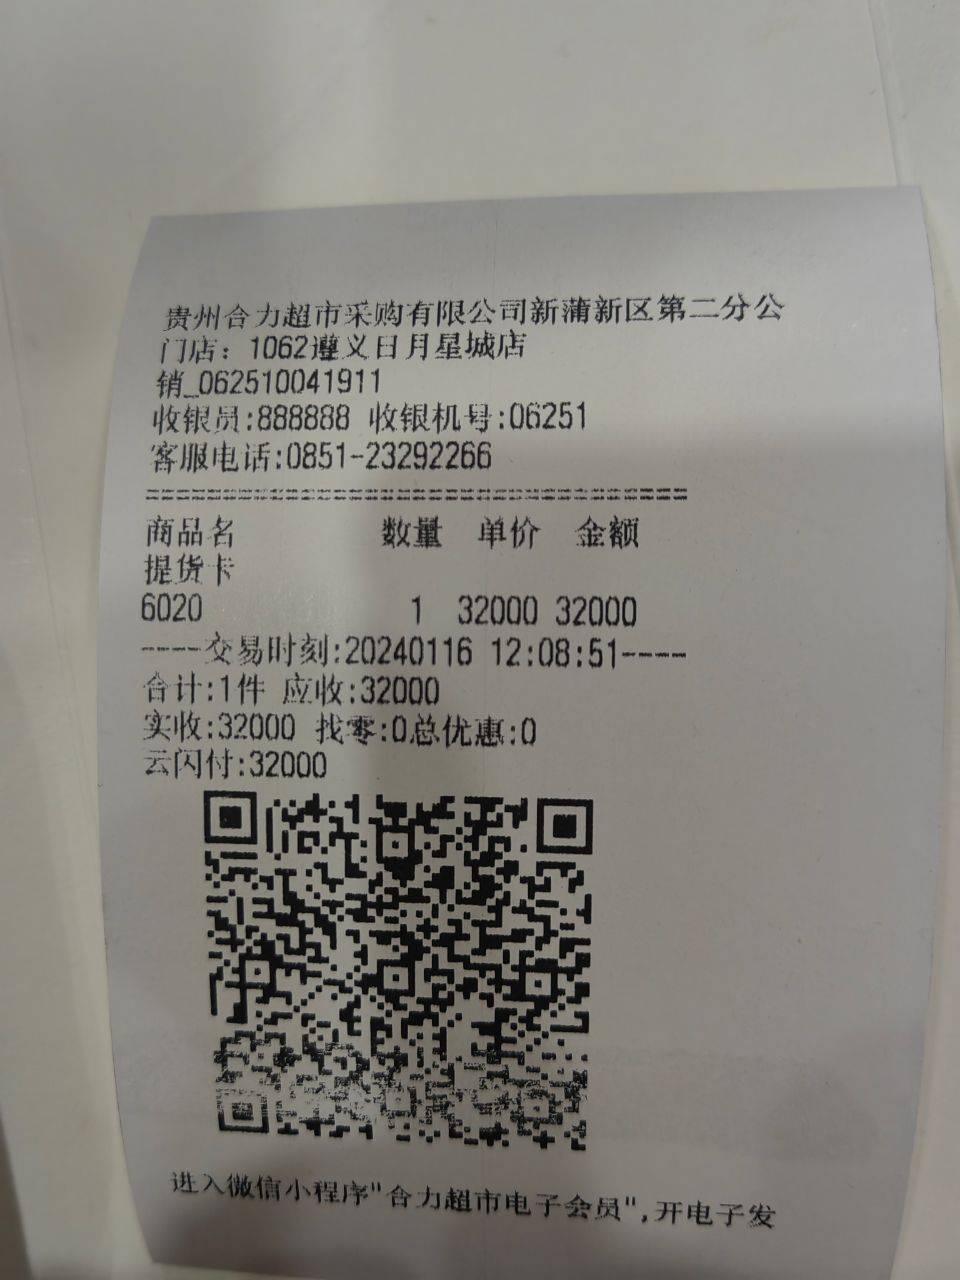 贵州合力超市采购有限公司新蒲新区第二分公
门店：1062遵义日月星城店
销_062510041911
收银员:888888 收银机号:06251
客服电话:0851-23292266
商品名 数量 单价 金额
提货卡
6020 1 32000 32000
----交易时刻:20240116 12:08:51----
合计:1件 应收:32000
实收:32000 找零:0总优惠:0
云闪付:32000
进入微信小程序"合力超市电子会员",开电子发